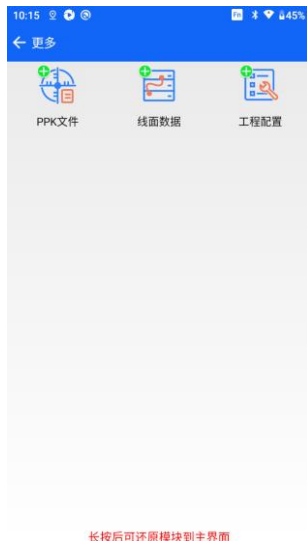 10:15
Fn
45%
更多
PPK文件
线面数据
工程配置
长按后可还原模块到主界面